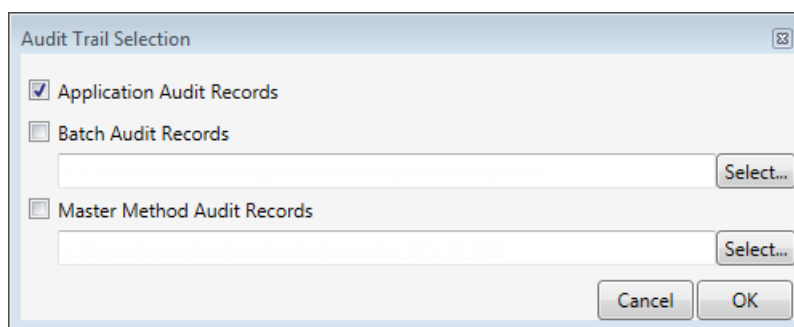 Audit Trail Selection
Application Audit Records
Batch Audit Records
Select...
Master Method Audit Records
Select...
Cancel OK